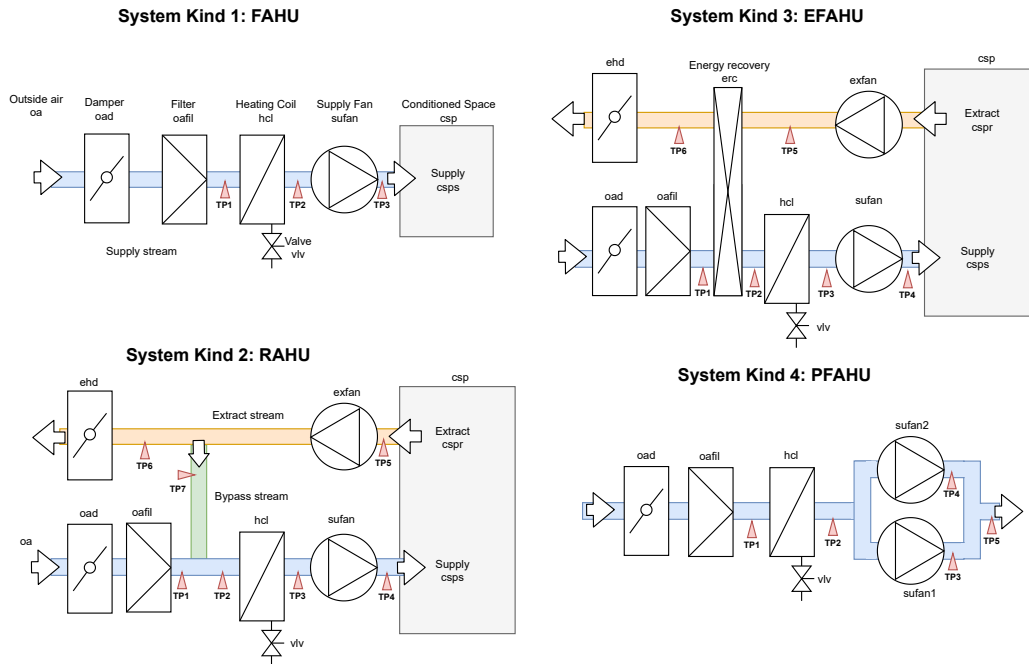 System Kind 1: FAHU
Outside air
oa
Damper
oad
Filter
oafil
Heating Coil
hcl
Supply Fan
sufan
Conditioned Space
csp
Supply
csps
TP1
TP2
TP3
Valve
vlv
Supply stream
System Kind 3: EFAHU
ehd
Energy recovery
erc
exfan
csp
Extract
cspr
TP6
TP5
oad
oafil
hcl
sufan
Supply
csps
TP1
TP2
TP3
TP4
vlv
System Kind 2: RAHU
ehd
Extract stream
exfan
csp
Extract
cspr
TP6
TP5
TP7
Bypass stream
oa
oad
oafil
hcl
sufan
Supply
csps
TP1
TP2
TP3
TP4
vlv
System Kind 4: PFAHU
oad
oafil
hcl
sufan2
TP4
TP1
TP2
TP5
TP3
vlv
sufan1